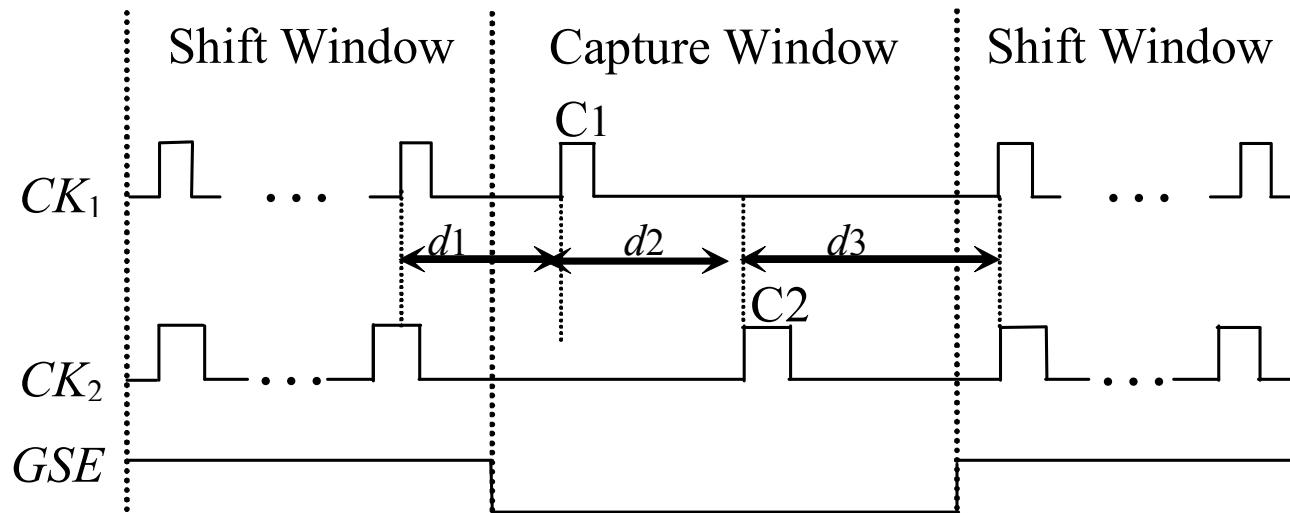 Shift Window Capture Window Shift Window
C1
CK₁ • • • • • •
d1 d2 d3
C2
CK₂ • • • • • •
GSE